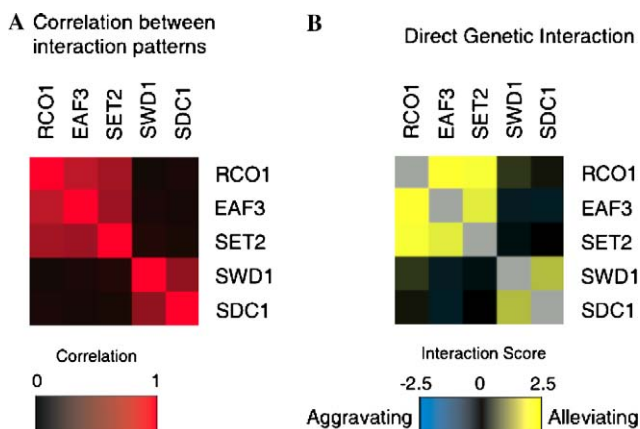 A Correlation between
interaction patterns
RCO1
EAF3
SET2
SWD1
SDC1
RCO1
EAF3
SET2
SWD1
SDC1
Correlation
0 1
B Direct Genetic Interaction
RCO1
EAF3
SET2
SWD1
SDC1
RCO1
EAF3
SET2
SWD1
SDC1
Interaction Score
-2.5 0 2.5
Aggravating Alleviating